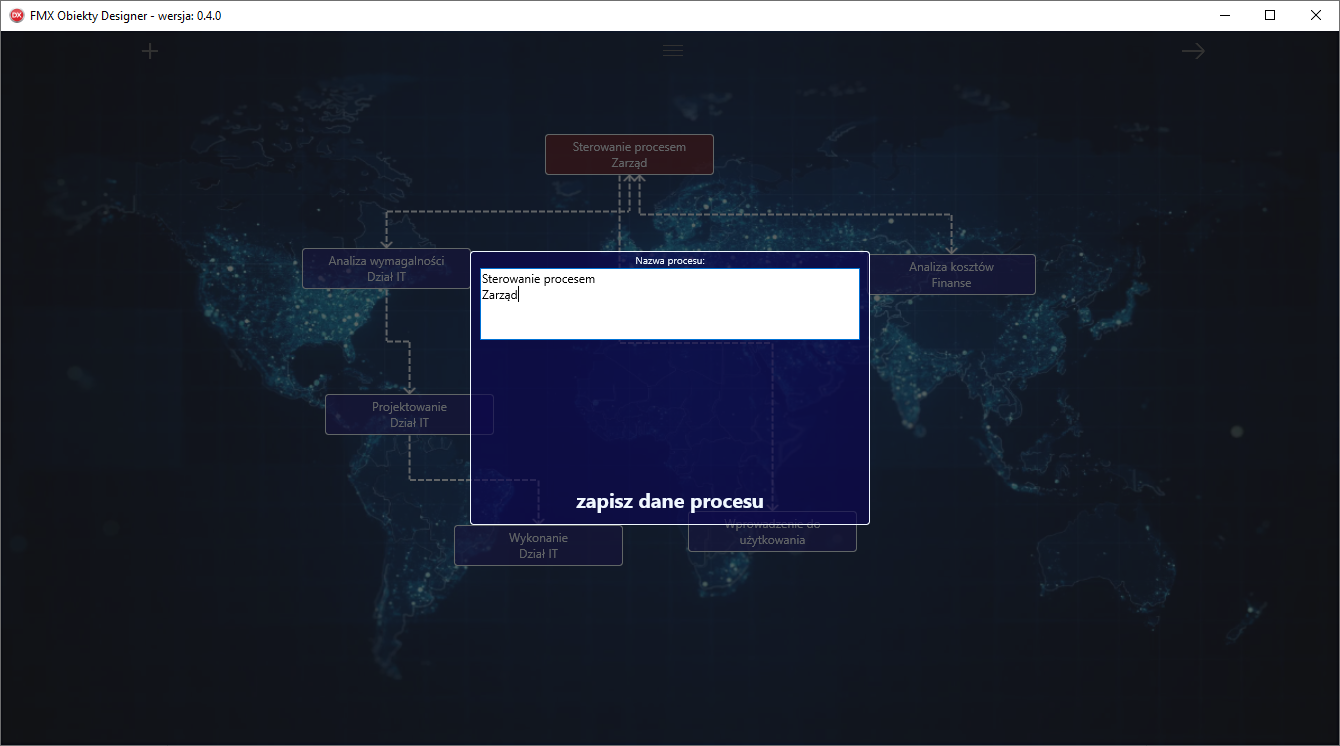 DX FMX Obiekty Designer - wersja: 0.4.0
Sterowanie procesem
Zarząd
Analiza wymagalności
Dział IT
Nazwa procesu:
Sterowanie procesem
Zarząd
Analiza kosztów
Finanse
Projektowanie
Dział IT
zapisz dane procesu
Wykonanie
Dział IT
Wprowadzenie do
użytkowania